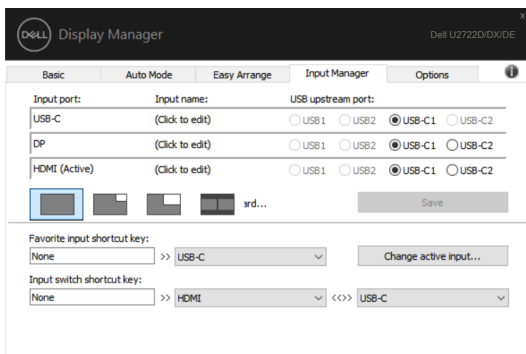 DELL Display Manager Dell U2722D/DX/DE x
Basic Auto Mode Easy Arrange Input Manager Options i
Input port: Input name: USB upstream port:
USB-C (Click to edit) USB1 USB2 USB-C1 USB-C2
DP (Click to edit) USB1 USB2 USB-C1 USB-C2
HDMI (Active) (Click to edit) USB1 USB2 USB-C1 USB-C2
ard... Save
Favorite input shortcut key:
None >> USB-C Change active input...
Input switch shortcut key:
None >> HDMI <<>> USB-C